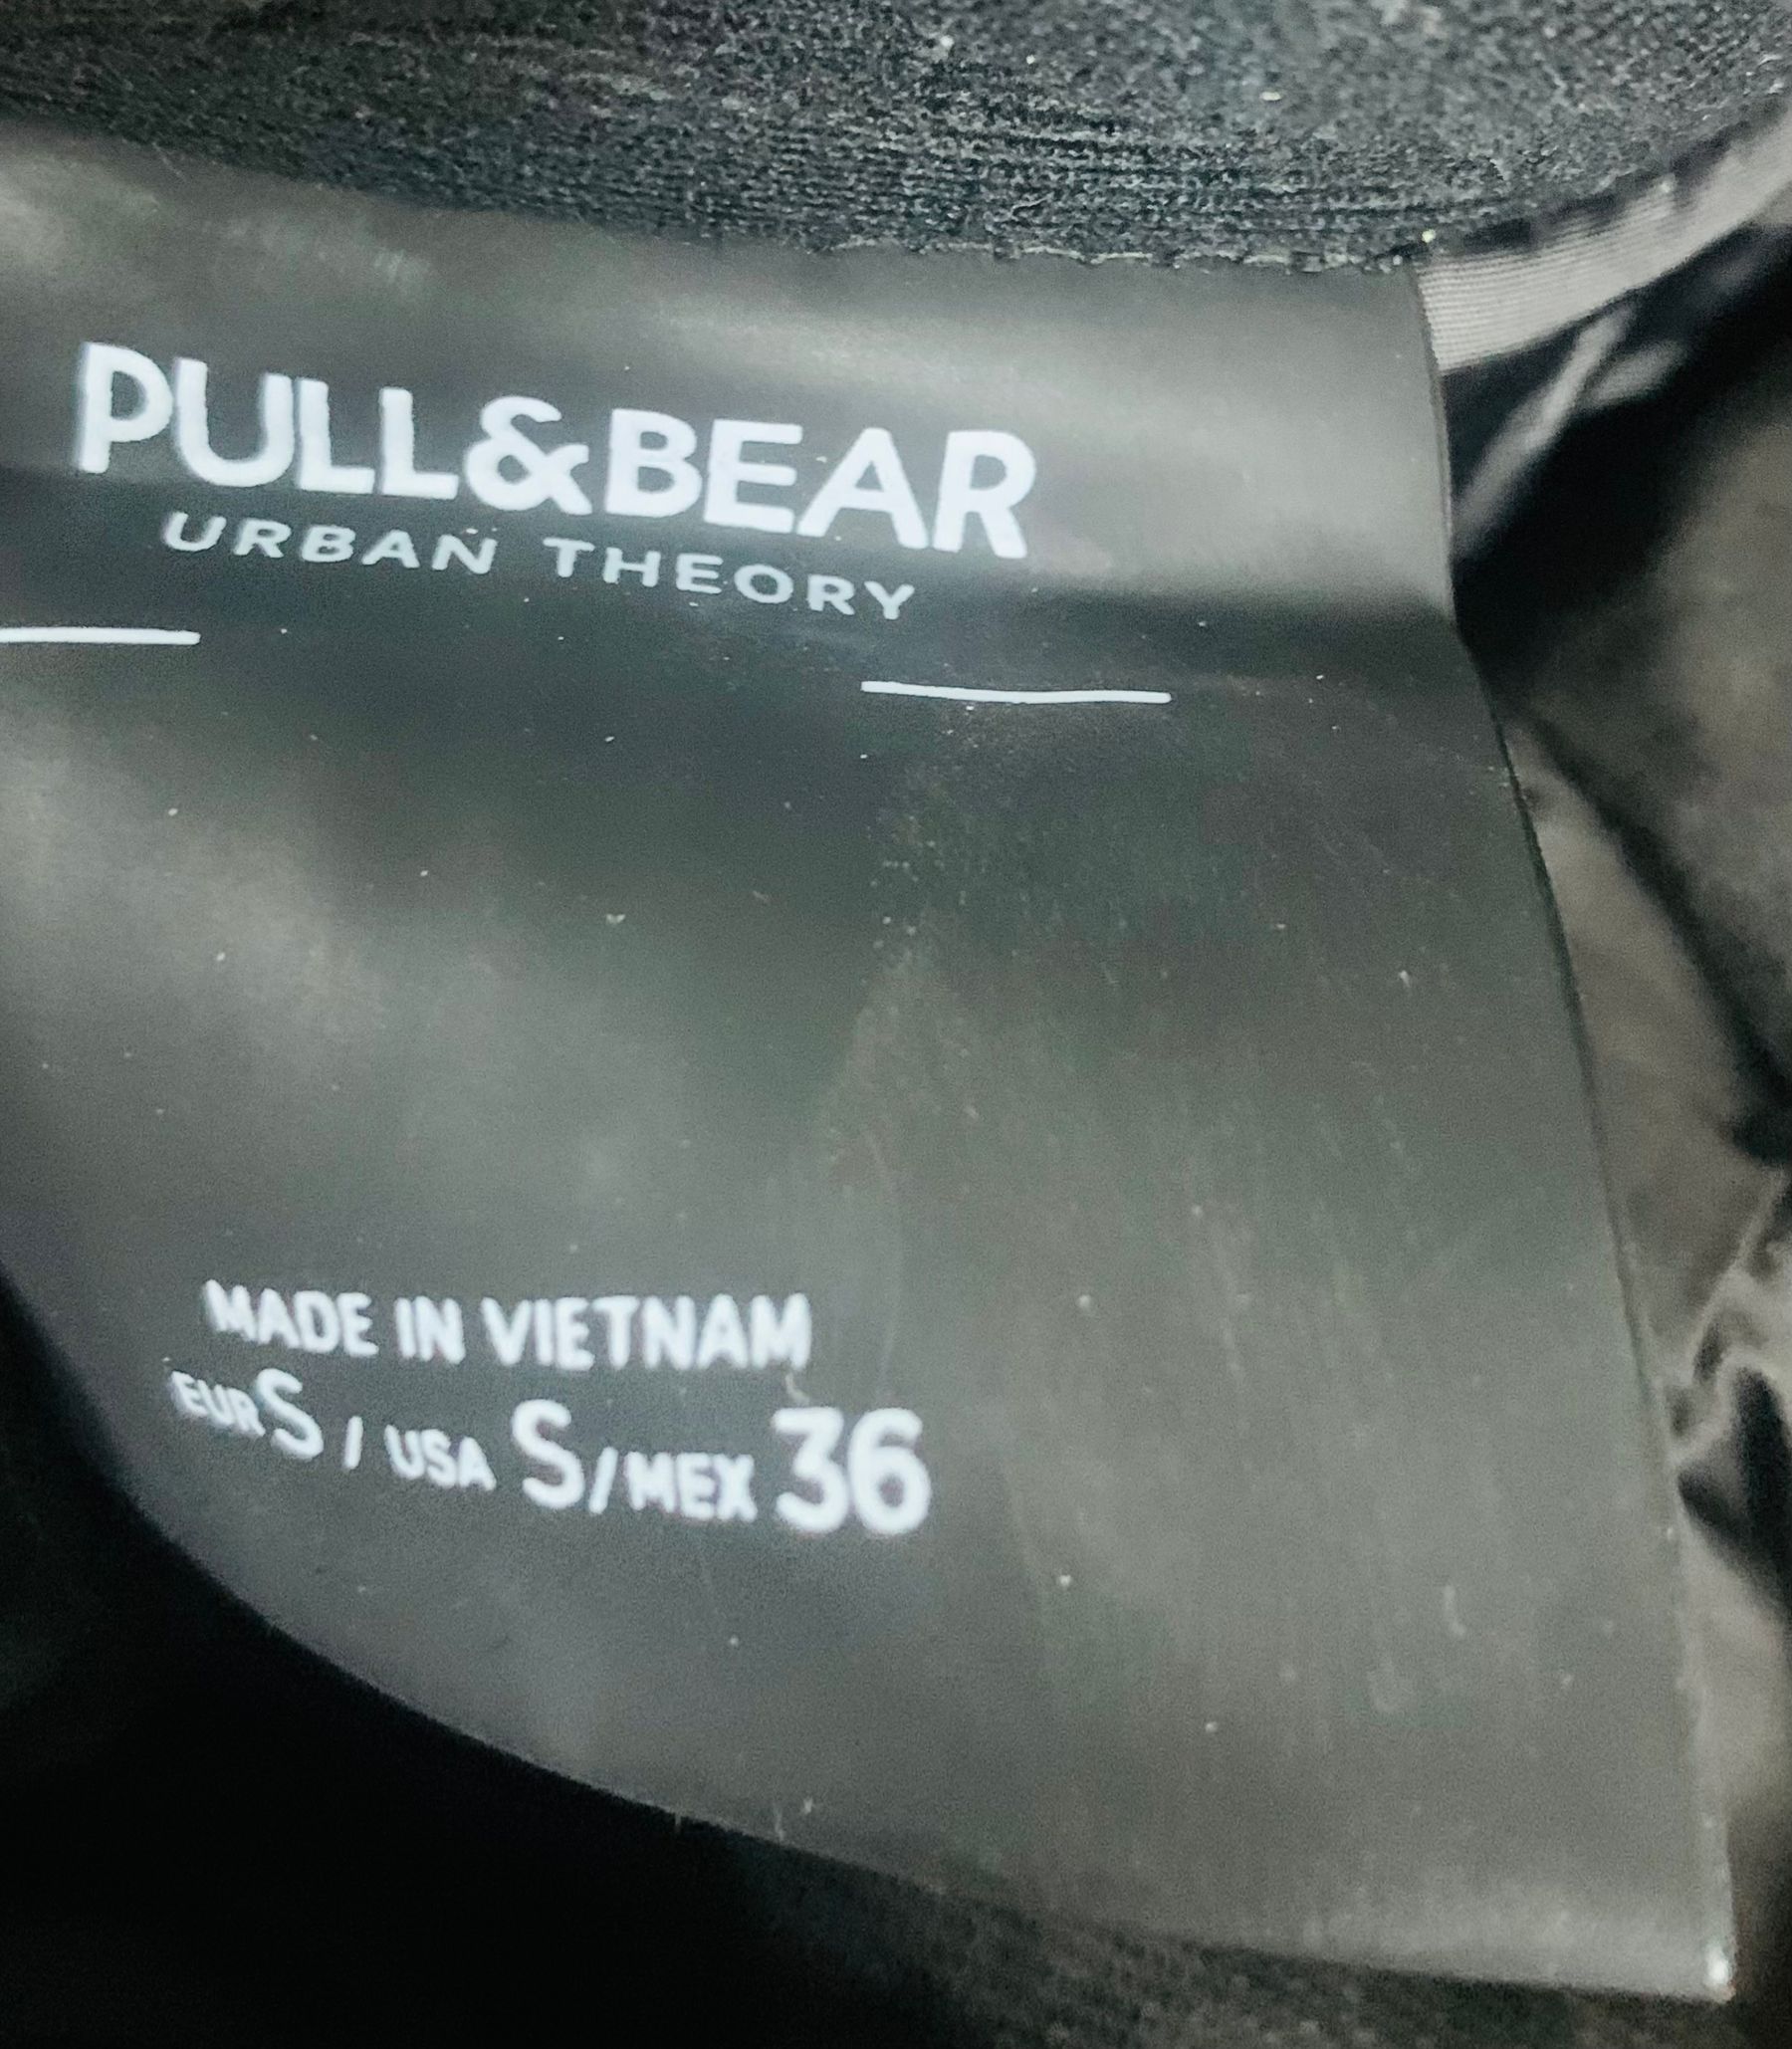 PULL&BEAR
URBAN THEORY
MADE IN VIETNAM
EUR S / USA S / MEX 36